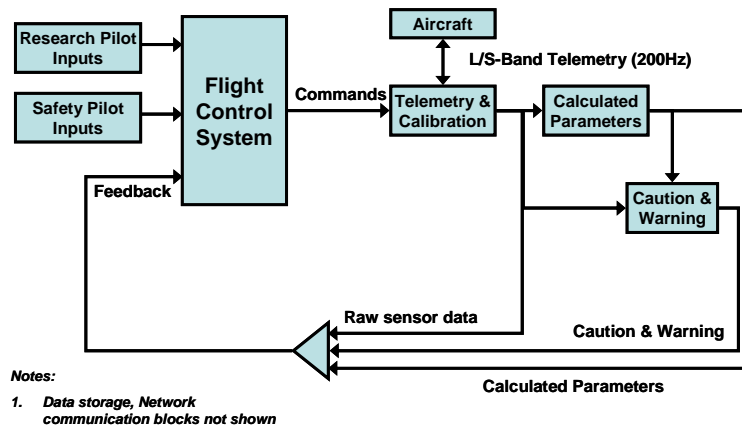 Aircraft
Research Pilot
Inputs
L/S-Band Telemetry (200Hz)
Flight
Control
System
Commands
Telemetry &
Calibration
Calculated
Parameters
Safety Pilot
Inputs
Feedback
Caution &
Warning
Raw sensor data
Caution & Warning
Calculated Parameters
Notes:
1. Data storage, Network
communication blocks not shown